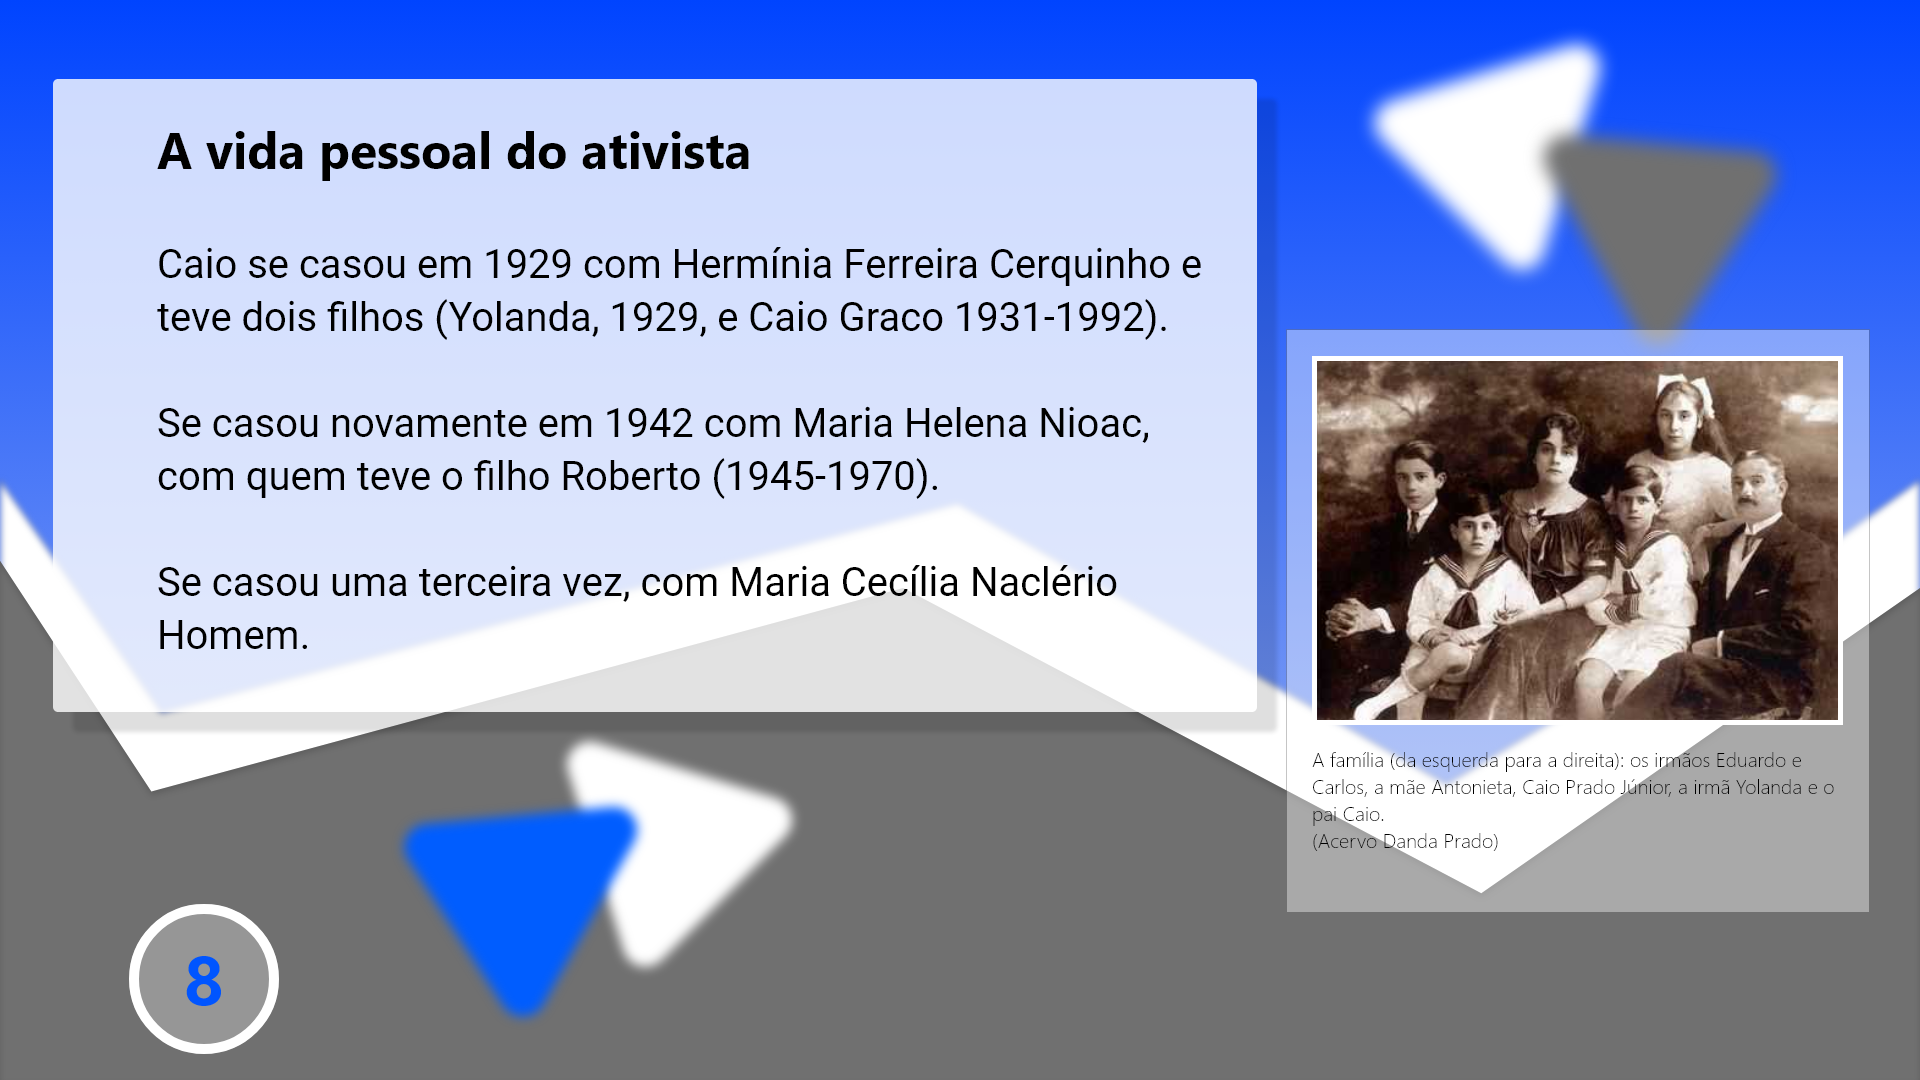 A vida pessoal do ativista
Caio se casou em 1929 com Hermínia Ferreira Cerquinho e
teve dois filhos (Yolanda, 1929, e Caio Graco 1931-1992).
Se casou novamente em 1942 com Maria Helena Nioac,
com quem teve o filho Roberto (1945-1970).
Se casou uma terceira vez, com Maria Cecília Naclério
Homem.
A família (da esquerda para a direita): os irmãos Eduardo e
Carlos, a mãe Antonieta, Caio Prado Júnior, a irmã Yolanda e o
pai Caio.
(Acervo Danda Prado)
8